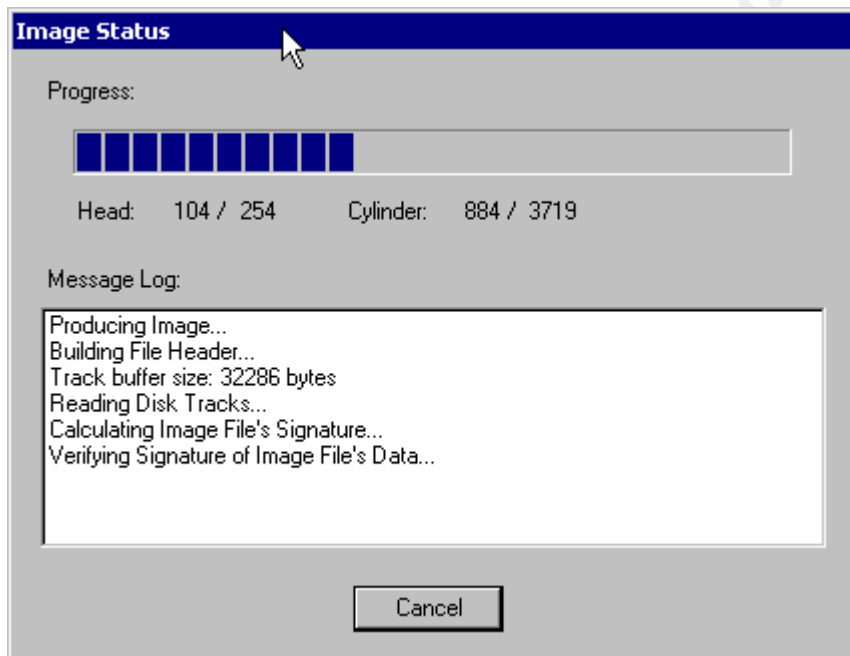 Image Status
Progress:
Head: 104 / 254 Cylinder: 884 / 3719
Message Log:
Producing Image...
Building File Header...
Track buffer size: 32286 bytes
Reading Disk Tracks...
Calculating Image File's Signature...
Verifying Signature of Image File's Data...
Cancel